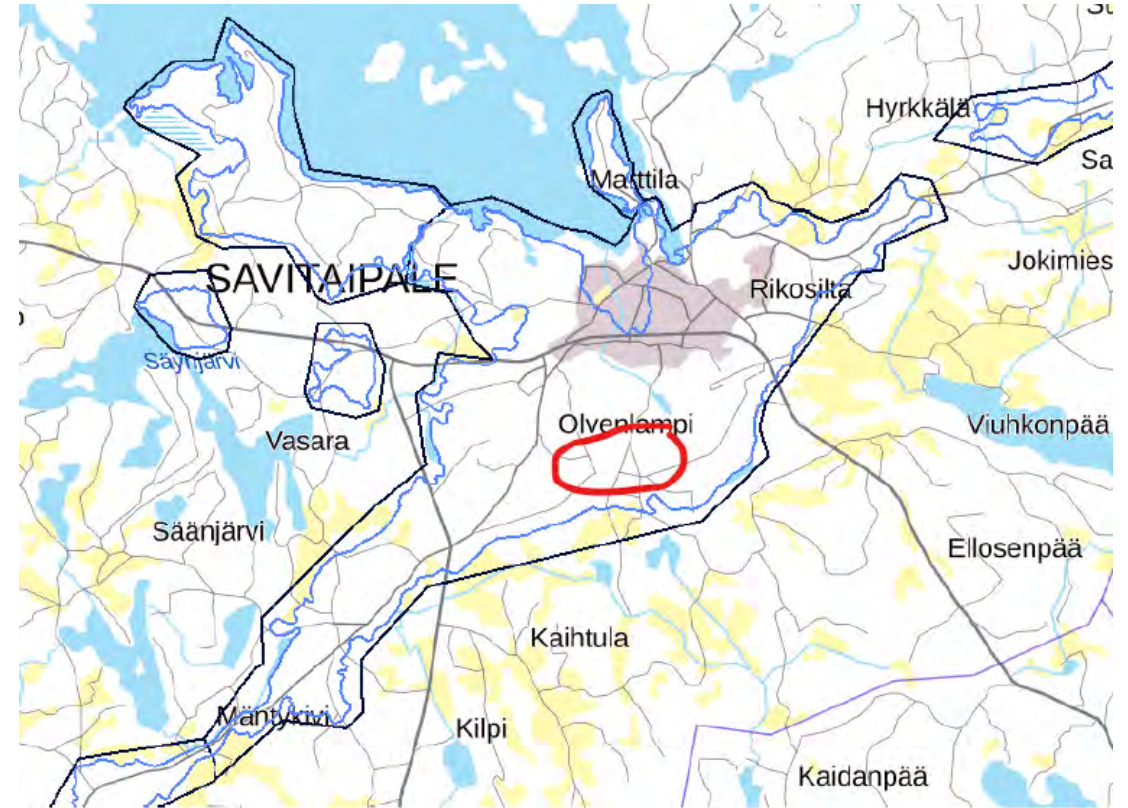 Hyrkkälä
Sa
Marttila
Jokimies
SAVITAIPALE
Rikosilta
Säynjärvi
Olvenlampi
Viuhkonpää
Vasara
Säänjärvi
Ellosenpää
Kaihtula
Mäntykivi
Kilpi
Kaidanpää